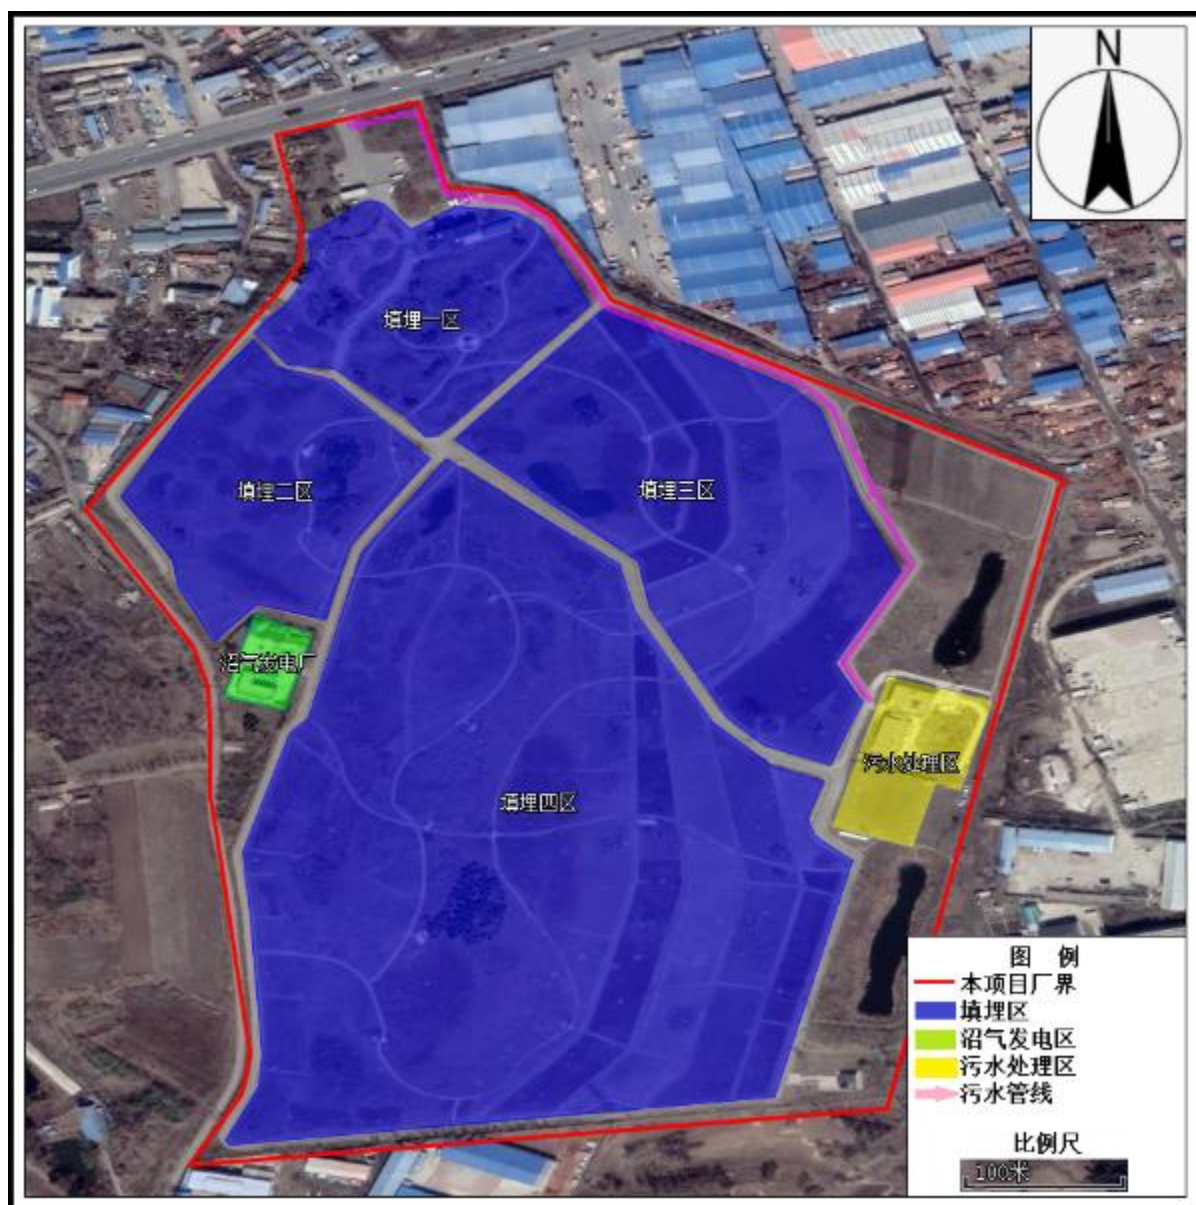 N
填埋一区
填埋二区
填埋三区
沼气发电厂
污水处理区
填埋四区
图 例
本项目厂界
填埋区
沼气发电区
污水处理区
污水管线
比例尺
100米